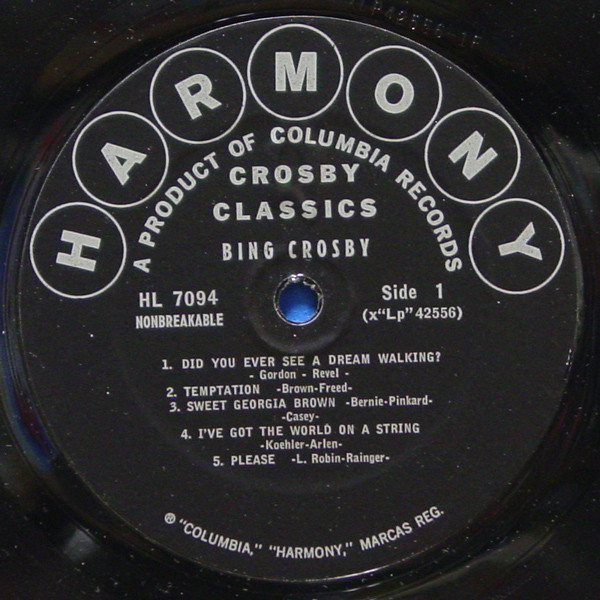 HARMONY
A PRODUCT OF COLUMBIA RECORDS
CROSBY
CLASSICS
BING CROSBY
HL 7094
NONBREAKABLE
Side 1
(x"Lp" 42556)
1. DID YOU EVER SEE A DREAM WALKING?
- Gordon - Revel -
2. TEMPTATION -Brown-Freed-
3. SWEET GEORGIA BROWN -Bernie-Pinkard-
-Casey-
4. I'VE GOT THE WORLD ON A STRING
-Koehler-Arlen-
5. PLEASE -L. Robin-Rainger-
® "COLUMBIA," "HARMONY," MARCAS REG.